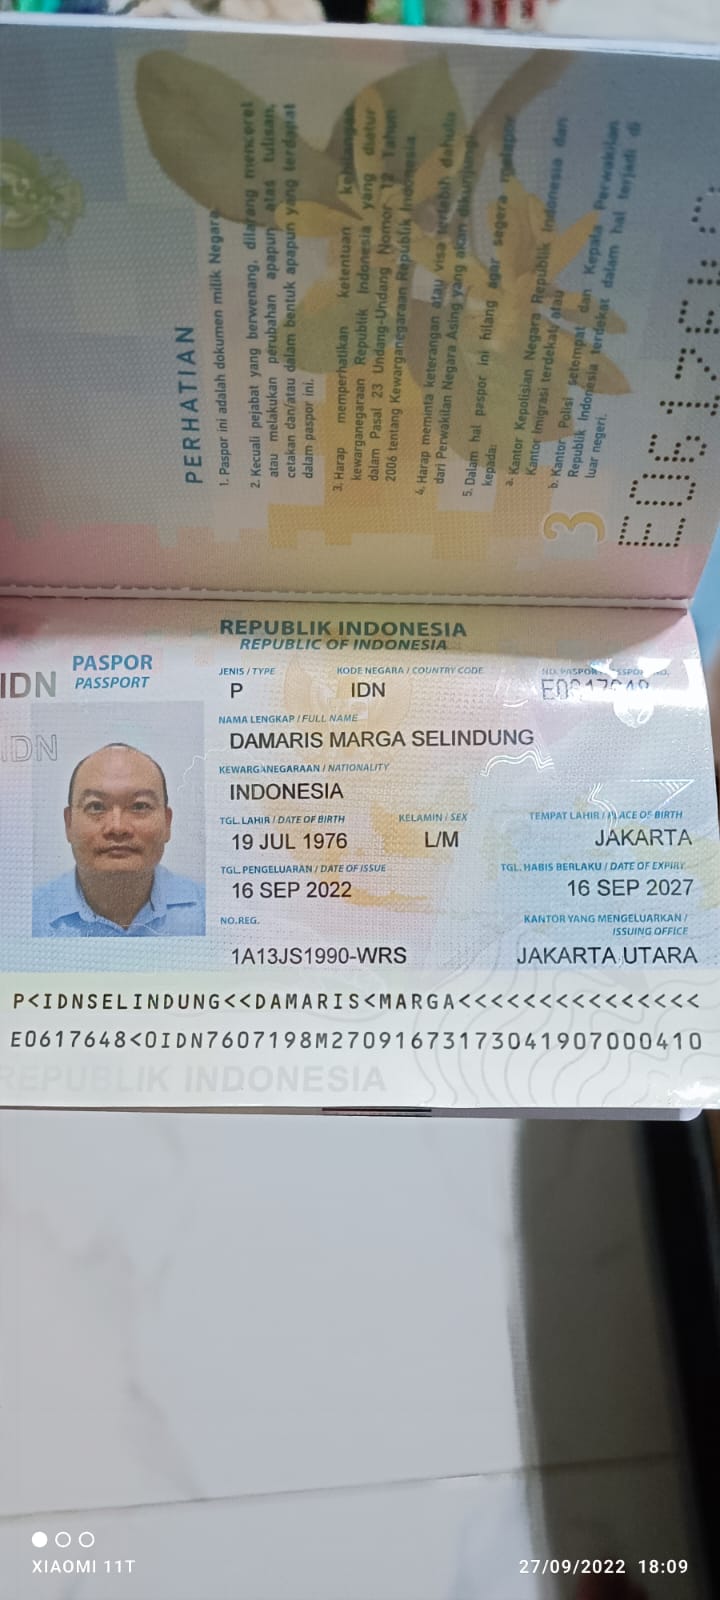 PERHATIAN
1. Paspor ini adalah dokumen milik Negara.
2. Kecuali pejabat yang berwenang, dilarang mencoret
atau melakukan perubahan apapun atas tulisan,
cetakan dan/atau dalam bentuk apapun yang terdapat
dalam paspor ini.
3. Harap memperhatikan ketentuan kehilangan
kewarganegaraan Republik Indonesia yang diatur
dalam Pasal 23 Undang-Undang Nomor 12 Tahun
2006 tentang Kewarganegaraan Republik Indonesia.
4. Harap meminta keterangan atau visa terlebih dahulu
dari Perwakilan Negara Asing yang akan dikunjungi.
5. Dalam hal paspor ini hilang agar segera melapor
kepada:
a. Kantor Kepolisian Negara Republik Indonesia dan
Kantor Imigrasi terdekat; atau
b. Kantor Polisi setempat dan Kepala Perwakilan
Republik Indonesia terdekat dalam hal terjadi di
luar negeri.
3
REPUBLIK INDONESIA
REPUBLIC OF INDONESIA
IDN
PASPOR
PASSPORT
JENIS / TYPE KODE NEGARA / COUNTRY CODE
P IDN
IDN
NAMA LENGKAP / FULL NAME
DAMARIS MARGA SELINDUNG
KEWARGANEGARAAN / NATIONALITY
INDONESIA
TGL. LAHIR / DATE OF BIRTH KELAMIN / SEX TEMPAT LAHIR / PLACE OF BIRTH
19 JUL 1976 L/M JAKARTA
TGL. PENGELUARAN / DATE OF ISSUE TGL. HABIS BERLAKU / DATE OF EXPIRY
16 SEP 2022 16 SEP 2027
NO.REG. KANTOR YANG MENGELUARKAN /
ISSUING OFFICE
1A13JS1990-WRS JAKARTA UTARA
P<IDNSELINDUNG<<DAMARIS<MARGA<<<<<<<<<<<<<<<
E0617648<0IDN7607198M2709167317304190700​0410
REPUBLIK INDONESIA
XIAOMI 11T
27/09/2022 18:09